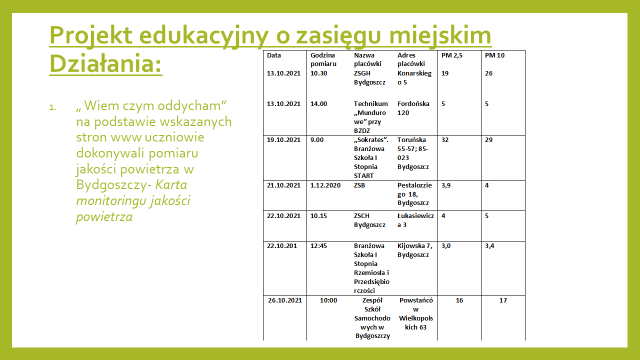 Projekt edukacyjny o zasięgu miejskim
Działania:
1. „ Wiem czym oddycham”
na podstawie wskazanych
stron www uczniowie
dokonywali pomiaru
jakości powietrza w
Bydgoszczy- Karta
monitoringu jakości
powietrza
Data Godzina pomiaru Nazwa placówki Adres placówki PM 2,5 PM 10
13.10.2021 10.30 ZSGH Bydgoszcz Konarskieg o 5 19 26
13.10.2021 14.00 Technikum „Munduro we” przy BZDZ Fordońska 120 5 5
19.10.2021 9.00 „Sokrates”. Branżowa Szkoła I Stopnia START Toruńska 55-57; 85-023 Bydgoszcz 32 29
21.10.2021 1.12.2020 ZSB Pestalozzie go 18, Bydgoszcz 3,9 4
22.10.2021 10.15 ZSCH Bydgoszcz Łukasiewicz a 3 4 5
22.10.201 12:45 Branżowa Szkoła I Stopnia Rzemiosła i Przedsiębio rczości Kijowska 7, Bydgoszcz 3,0 3,4
26.10.2021 10:00 Zespół Szkół Samochodo wych w Bydgoszczy Powstańcó w Wielkopols kich 63 16 17